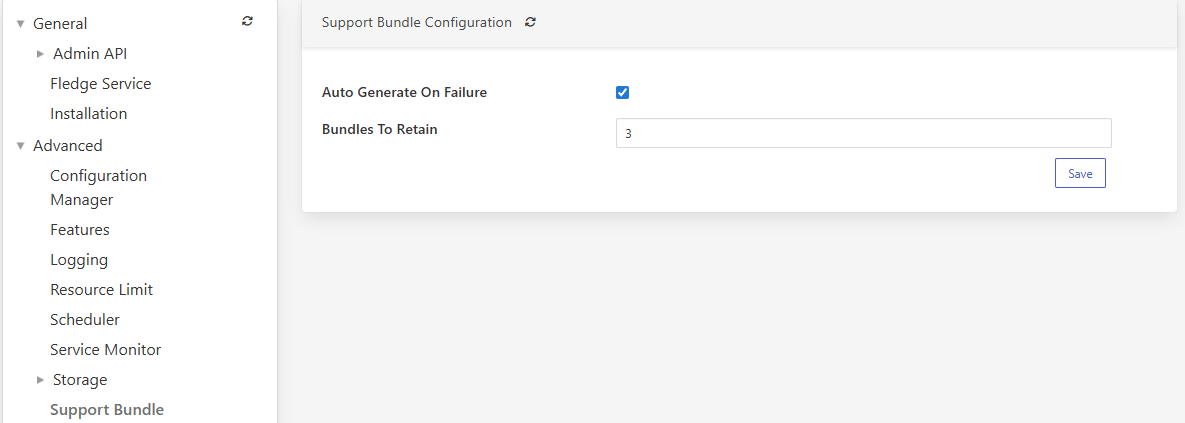 General
Admin API
Fledge Service
Installation
Advanced
Configuration
Manager
Features
Logging
Resource Limit
Scheduler
Service Monitor
Storage
Support Bundle
Support Bundle Configuration
Auto Generate On Failure
Bundles To Retain
3
Save